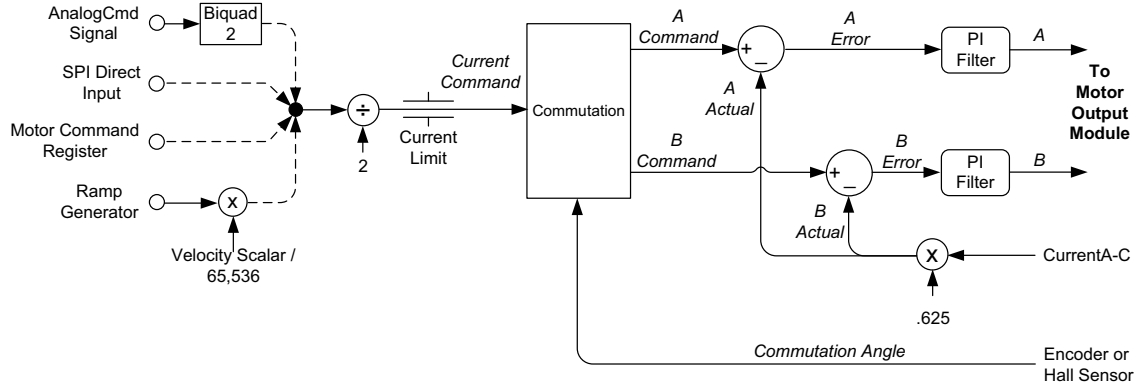 AnalogCmd
Signal
Biquad
2
SPI Direct
Input
Motor Command
Register
Ramp
Generator
x
Velocity Scalar /
65,536
÷
2
Current
Command
Current
Limit
Commutation
A
Command
+
_
A
Error
PI
Filter
A
A
Actual
To
Motor
Output
Module
B
Command
+
_
B
Error
PI
Filter
B
B
Actual
x
CurrentA-C
.625
Commutation Angle
Encoder or
Hall Sensor